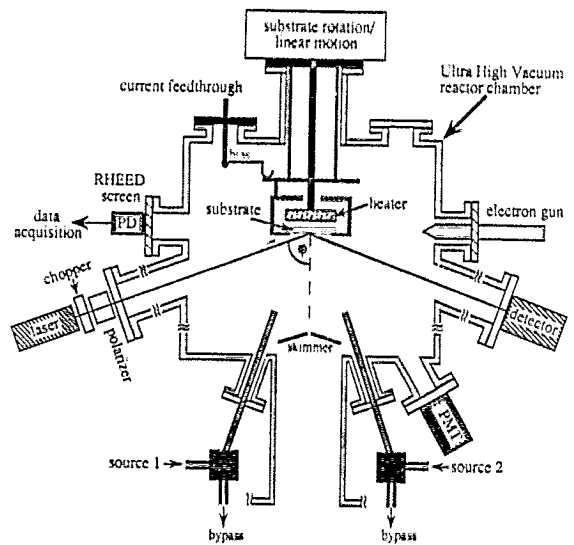 substrate rotation/
linear motion
Ultra High Vacuum
reactor chamber
current feedthrough
bias
RHEED
screen
data
acquisition
PD
substrate
heater
electron gun
φ
chopper
laser
polarizer
detector
skimmer
PMT
source 1
source 2
bypass
bypass